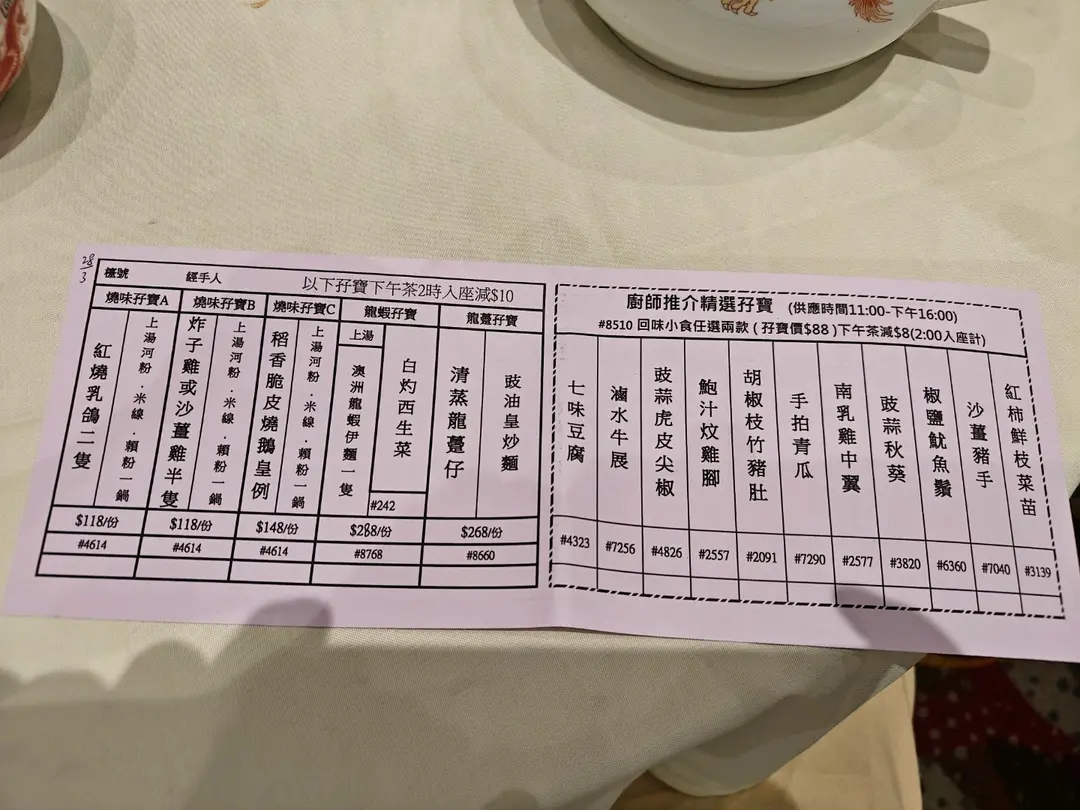 28/3
檯號 經手人 以下孖寶下午茶2時入座減$10
燒味孖寶A 燒味孖寶B 燒味孖寶C 龍蝦孖寶 龍躉孖寶
紅燒乳鴿二隻
上湯河粉.米線.賴粉一鍋
炸子雞或沙薑雞半隻
上湯河粉.米線.賴粉一鍋
稻香脆皮燒鵝皇例
上湯河粉.米線.賴粉一鍋
上湯
澳洲龍蝦伊麵一隻
白灼西生菜
#242
清蒸龍躉仔
豉油皇炒麵
$118/份 $118/份 $148/份 $288/份 $268/份
#4614 #4614 #4614 #8768 #8660
廚師推介精選孖寶 (供應時間11:00-下午16:00)
#8510 回味小食任選兩款 ( 孖寶價$88 ) 下午茶減$8(2:00入座計)
七味豆腐
滷水牛展
豉蒜虎皮尖椒
鮑汁炆雞腳
胡椒枝竹豬肚
手拍青瓜
南乳雞中翼
豉蒜秋葵
椒鹽魷魚鬚
沙薑豬手
紅柿鮮枝菜苗
#4323 #7256 #4826 #2557 #2091 #7290 #2577 #3820 #6360 #7040 #3139